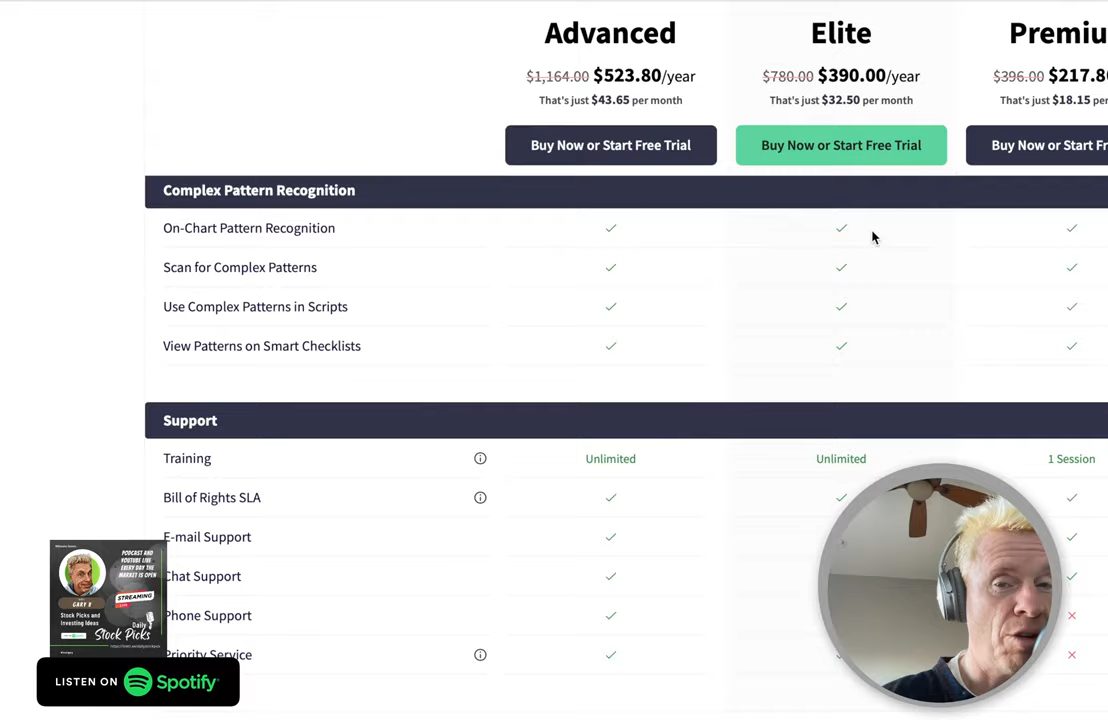 Advanced
Elite
Premiu
$1,164.00 $523.80/year
$780.00 $390.00/year
$396.00 $217.8
That's just $43.65 per month
That's just $32.50 per month
That's just $18.15 per
Buy Now or Start Free Trial
Buy Now or Start Free Trial
Buy Now or Start Fr
Complex Pattern Recognition
On-Chart Pattern Recognition
Scan for Complex Patterns
Use Complex Patterns in Scripts
View Patterns on Smart Checklists
Support
Training
Unlimited
Unlimited
1 Session
Bill of Rights SLA
E-mail Support
Chat Support
Phone Support
Priority Service
PODCAST AND
YOUTUBE LIVE
EVERY DAY THE
MARKET IS OPEN
STREAMING
GARY B
Stock Picks and
Investing Ideas
Daily
Stock Picks
LISTEN ON Spotify